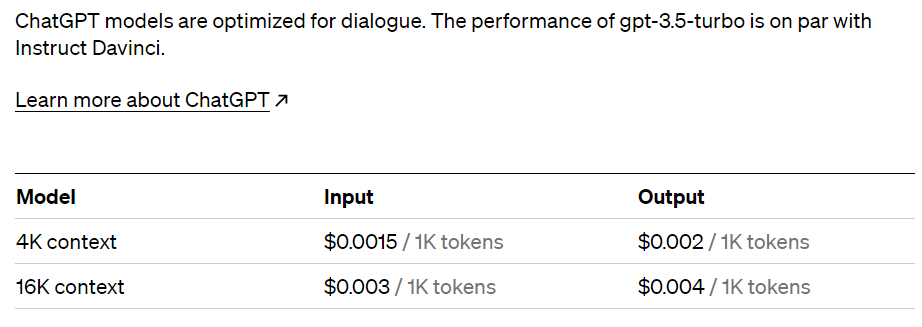 ChatGPT models are optimized for dialogue. The performance of gpt-3.5-turbo is on par with
Instruct Davinci.
Learn more about ChatGPT ↗
Model Input Output
4K context $0.0015 / 1K tokens $0.002 / 1K tokens
16K context $0.003 / 1K tokens $0.004 / 1K tokens